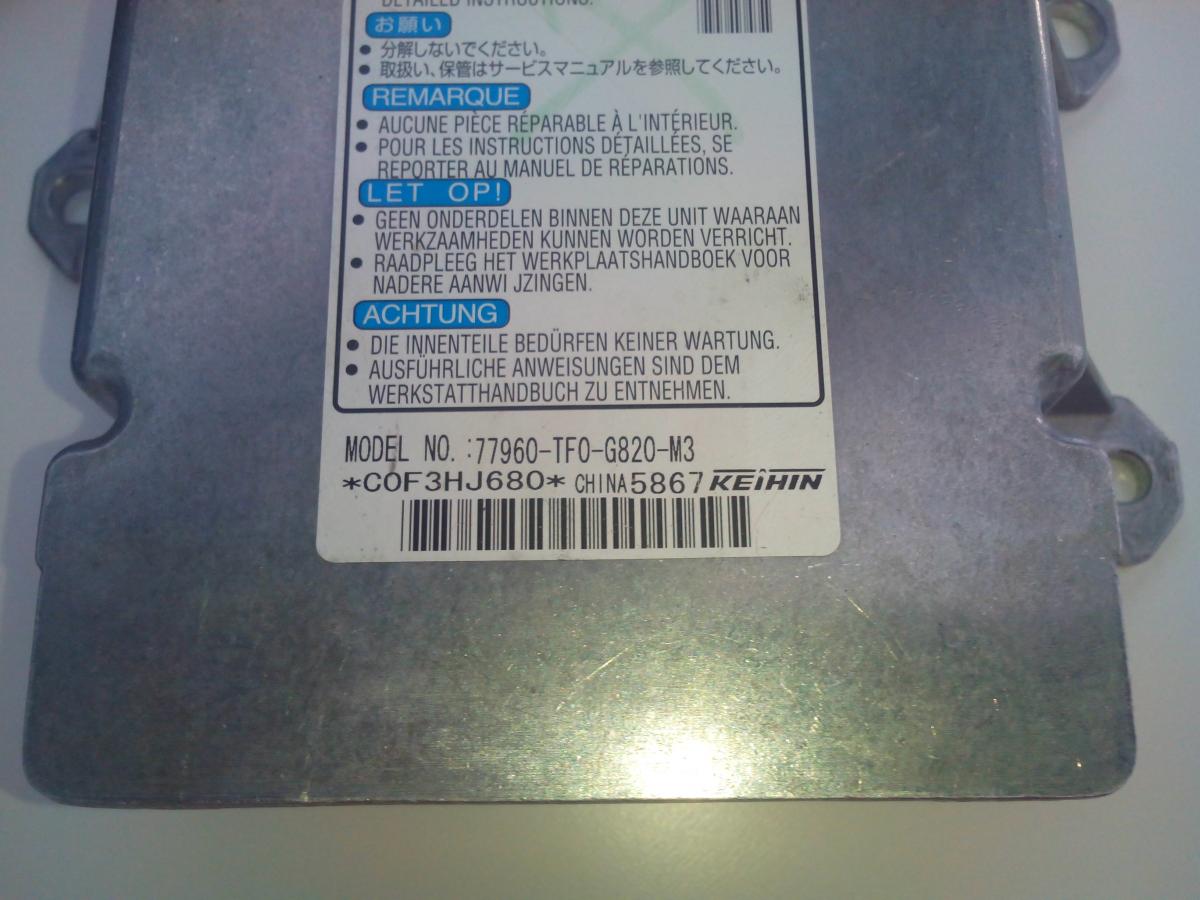 DETAILED INSTRUCTIONS.
お願い
● 分解しないでください。
● 取扱い、保管はサービスマニュアルを参照してください。
REMARQUE
● AUCUNE PIÈCE RÉPARABLE À L'INTÉRIEUR.
● POUR LES INSTRUCTIONS DÉTAILLÉES, SE
REPORTER AU MANUEL DE RÉPARATIONS.
LET OP!
● GEEN ONDERDELEN BINNEN DEZE UNIT WAARAAN
WERKZAAMHEDEN KUNNEN WORDEN VERRICHT.
● RAADPLEEG HET WERKPLAATSHANDBOEK VOOR
NADERE AANWI JZINGEN.
ACHTUNG
● DIE INNENTEILE BEDÜRFEN KEINER WARTUNG.
● AUSFÜHRLICHE ANWEISUNGEN SIND DEM
WERKSTATTHANDBUCH ZU ENTNEHMEN.
MODEL NO. :77960-TF0-G820-M3
*C0F3HJ680* CHINA 5867 KEIHIN